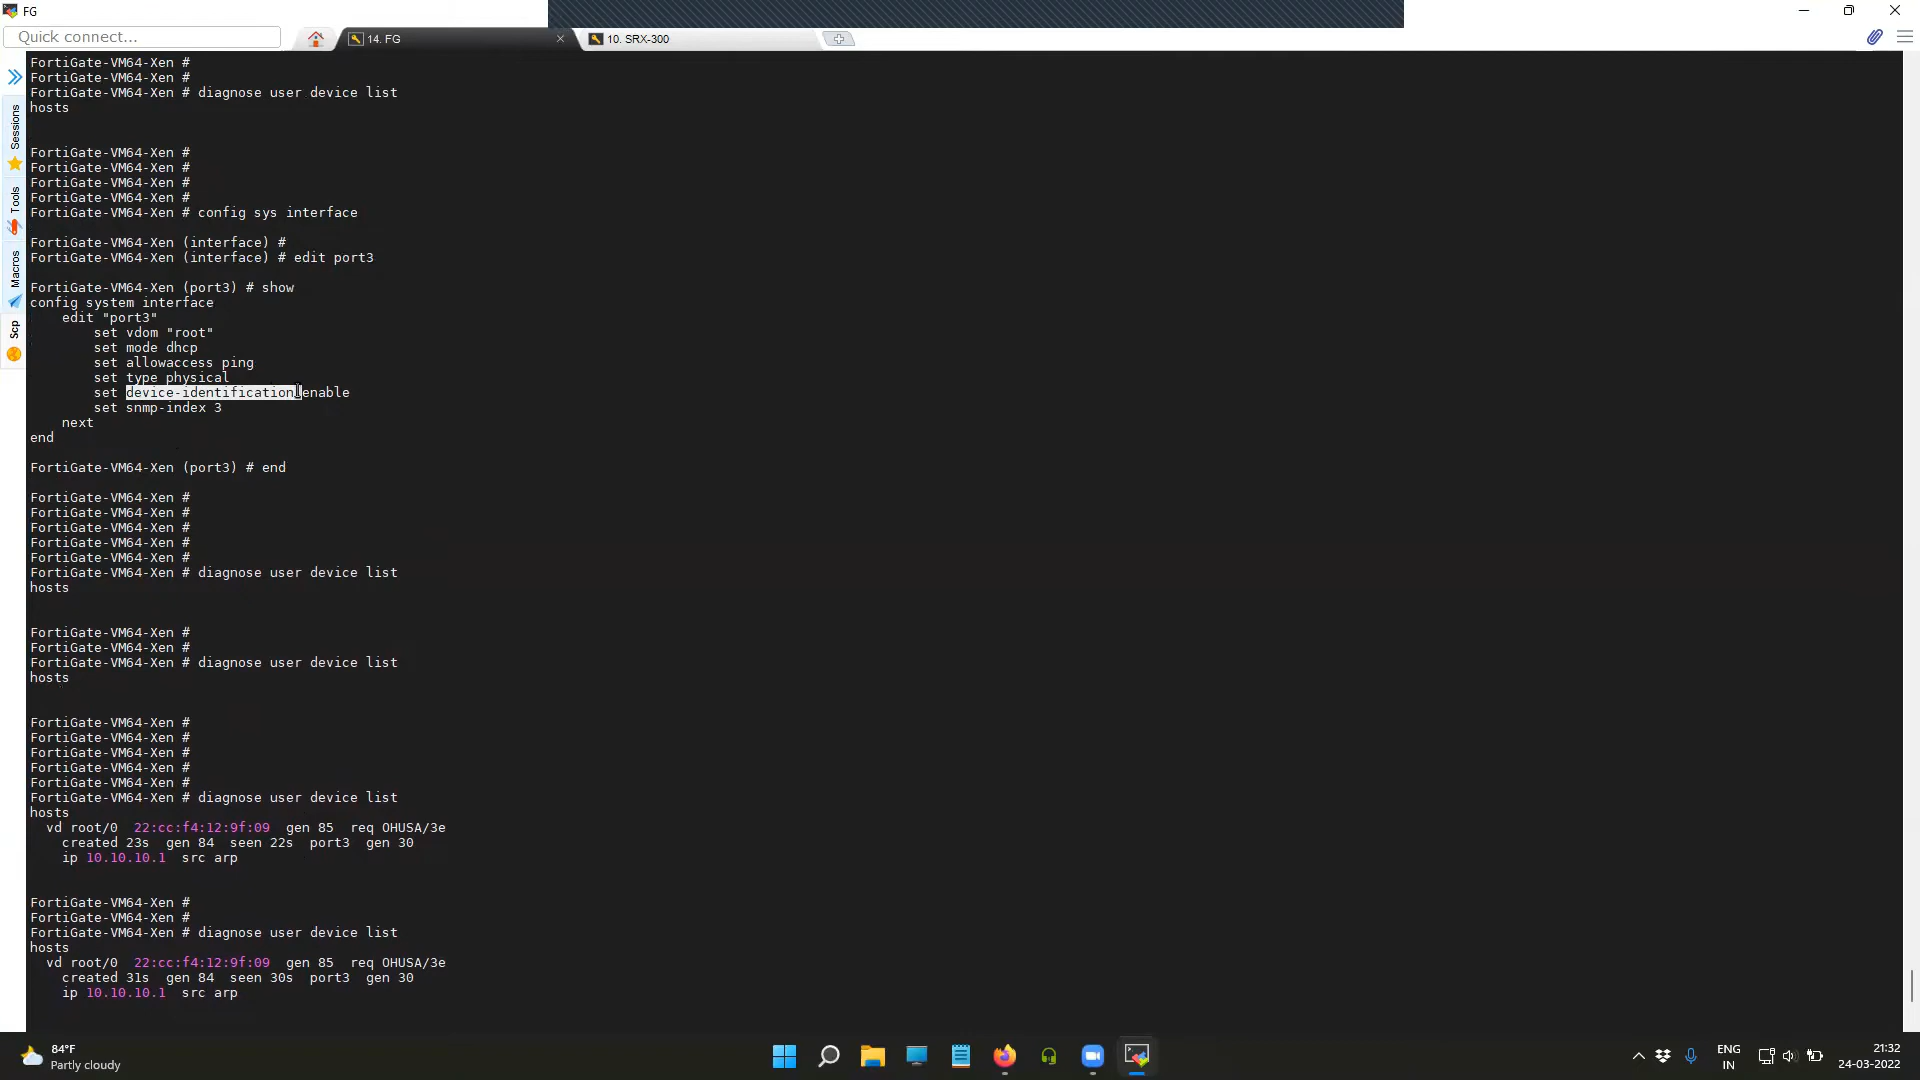 FG
Quick connect...
14. FG
10. SRX-300
Sessions
Tools
Macros
Scp
FortiGate-VM64-Xen #
FortiGate-VM64-Xen #
FortiGate-VM64-Xen # diagnose user device list
hosts
FortiGate-VM64-Xen #
FortiGate-VM64-Xen #
FortiGate-VM64-Xen #
FortiGate-VM64-Xen #
FortiGate-VM64-Xen # config sys interface
FortiGate-VM64-Xen (interface) #
FortiGate-VM64-Xen (interface) # edit port3
FortiGate-VM64-Xen (port3) # show
config system interface
edit "port3"
set vdom "root"
set mode dhcp
set allowaccess ping
set type physical
set device-identification enable
set snmp-index 3
next
end
FortiGate-VM64-Xen (port3) # end
FortiGate-VM64-Xen #
FortiGate-VM64-Xen #
FortiGate-VM64-Xen #
FortiGate-VM64-Xen #
FortiGate-VM64-Xen #
FortiGate-VM64-Xen # diagnose user device list
hosts
FortiGate-VM64-Xen #
FortiGate-VM64-Xen #
FortiGate-VM64-Xen # diagnose user device list
hosts
FortiGate-VM64-Xen #
FortiGate-VM64-Xen #
FortiGate-VM64-Xen #
FortiGate-VM64-Xen #
FortiGate-VM64-Xen #
FortiGate-VM64-Xen # diagnose user device list
hosts
vd root/0  22:cc:f4:12:9f:09  gen 85  req OHUSA/3e
created 23s  gen 84  seen 22s  port3  gen 30
ip 10.10.10.1  src arp
FortiGate-VM64-Xen #
FortiGate-VM64-Xen #
FortiGate-VM64-Xen # diagnose user device list
hosts
vd root/0  22:cc:f4:12:9f:09  gen 85  req OHUSA/3e
created 31s  gen 84  seen 30s  port3  gen 30
ip 10.10.10.1  src arp
84°F
Partly cloudy
ENG
IN
21:32
24-03-2022